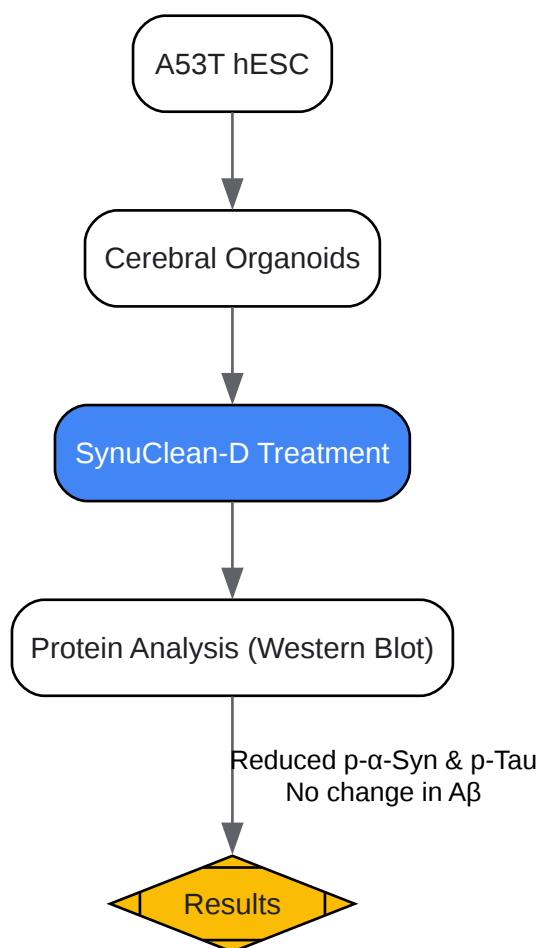 A53T hESC
Cerebral Organoids
SynuClean-D Treatment
Protein Analysis (Western Blot)
Reduced p-α-Syn & p-Tau
No change in Aβ
Results